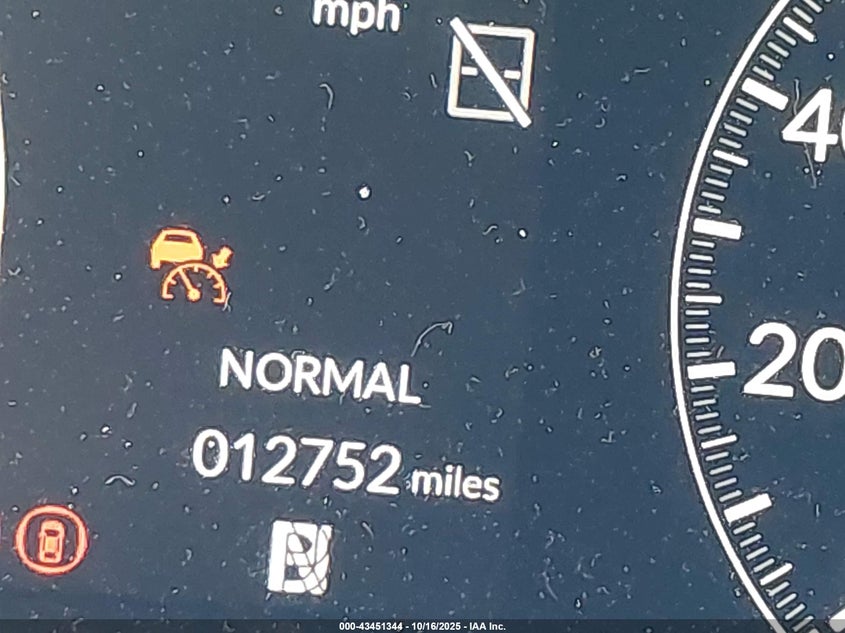 mph
40
20
NORMAL
012752 miles
000-43451344 - 10/16/2025 - IAA Inc.